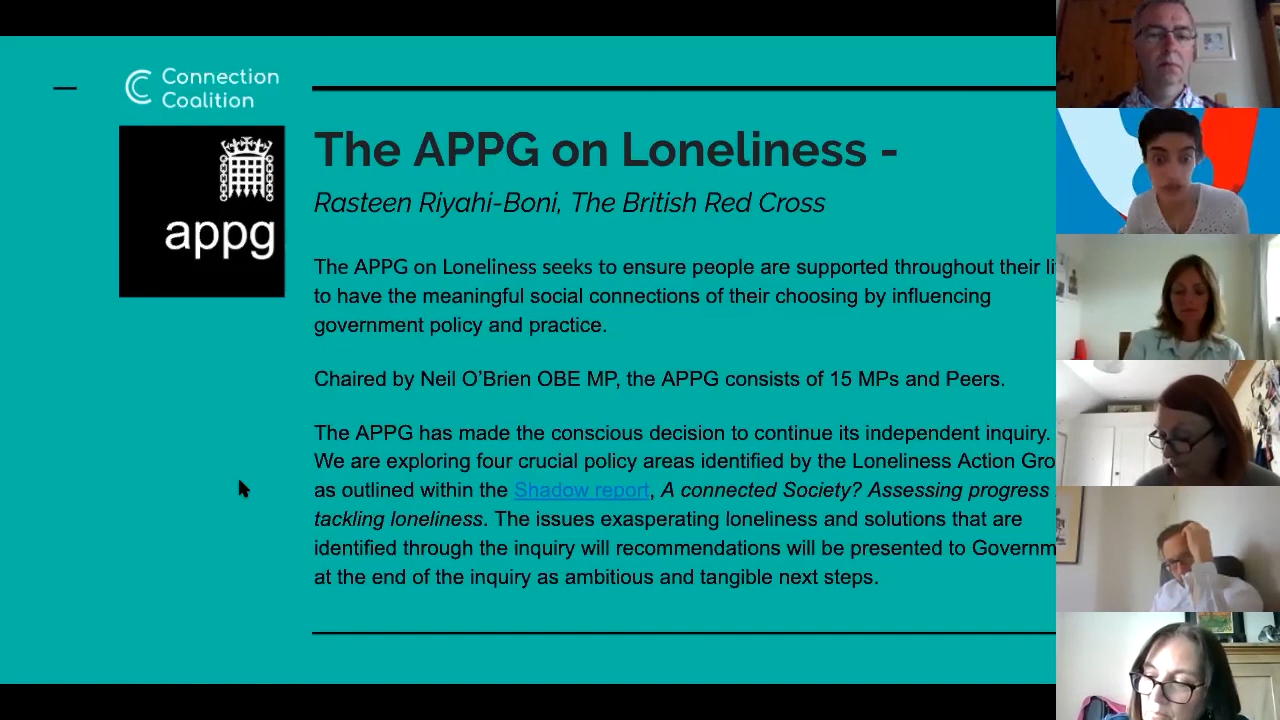 Connection
Coalition
appg
The APPG on Loneliness -
Rasteen Riyahi-Boni, The British Red Cross
The APPG on Loneliness seeks to ensure people are supported throughout their li
to have the meaningful social connections of their choosing by influencing
government policy and practice.
Chaired by Neil O’Brien OBE MP, the APPG consists of 15 MPs and Peers.
The APPG has made the conscious decision to continue its independent inquiry.
We are exploring four crucial policy areas identified by the Loneliness Action Gro
as outlined within the Shadow report, A connected Society? Assessing progress
tackling loneliness. The issues exasperating loneliness and solutions that are
identified through the inquiry will recommendations will be presented to Governm
at the end of the inquiry as ambitious and tangible next steps.